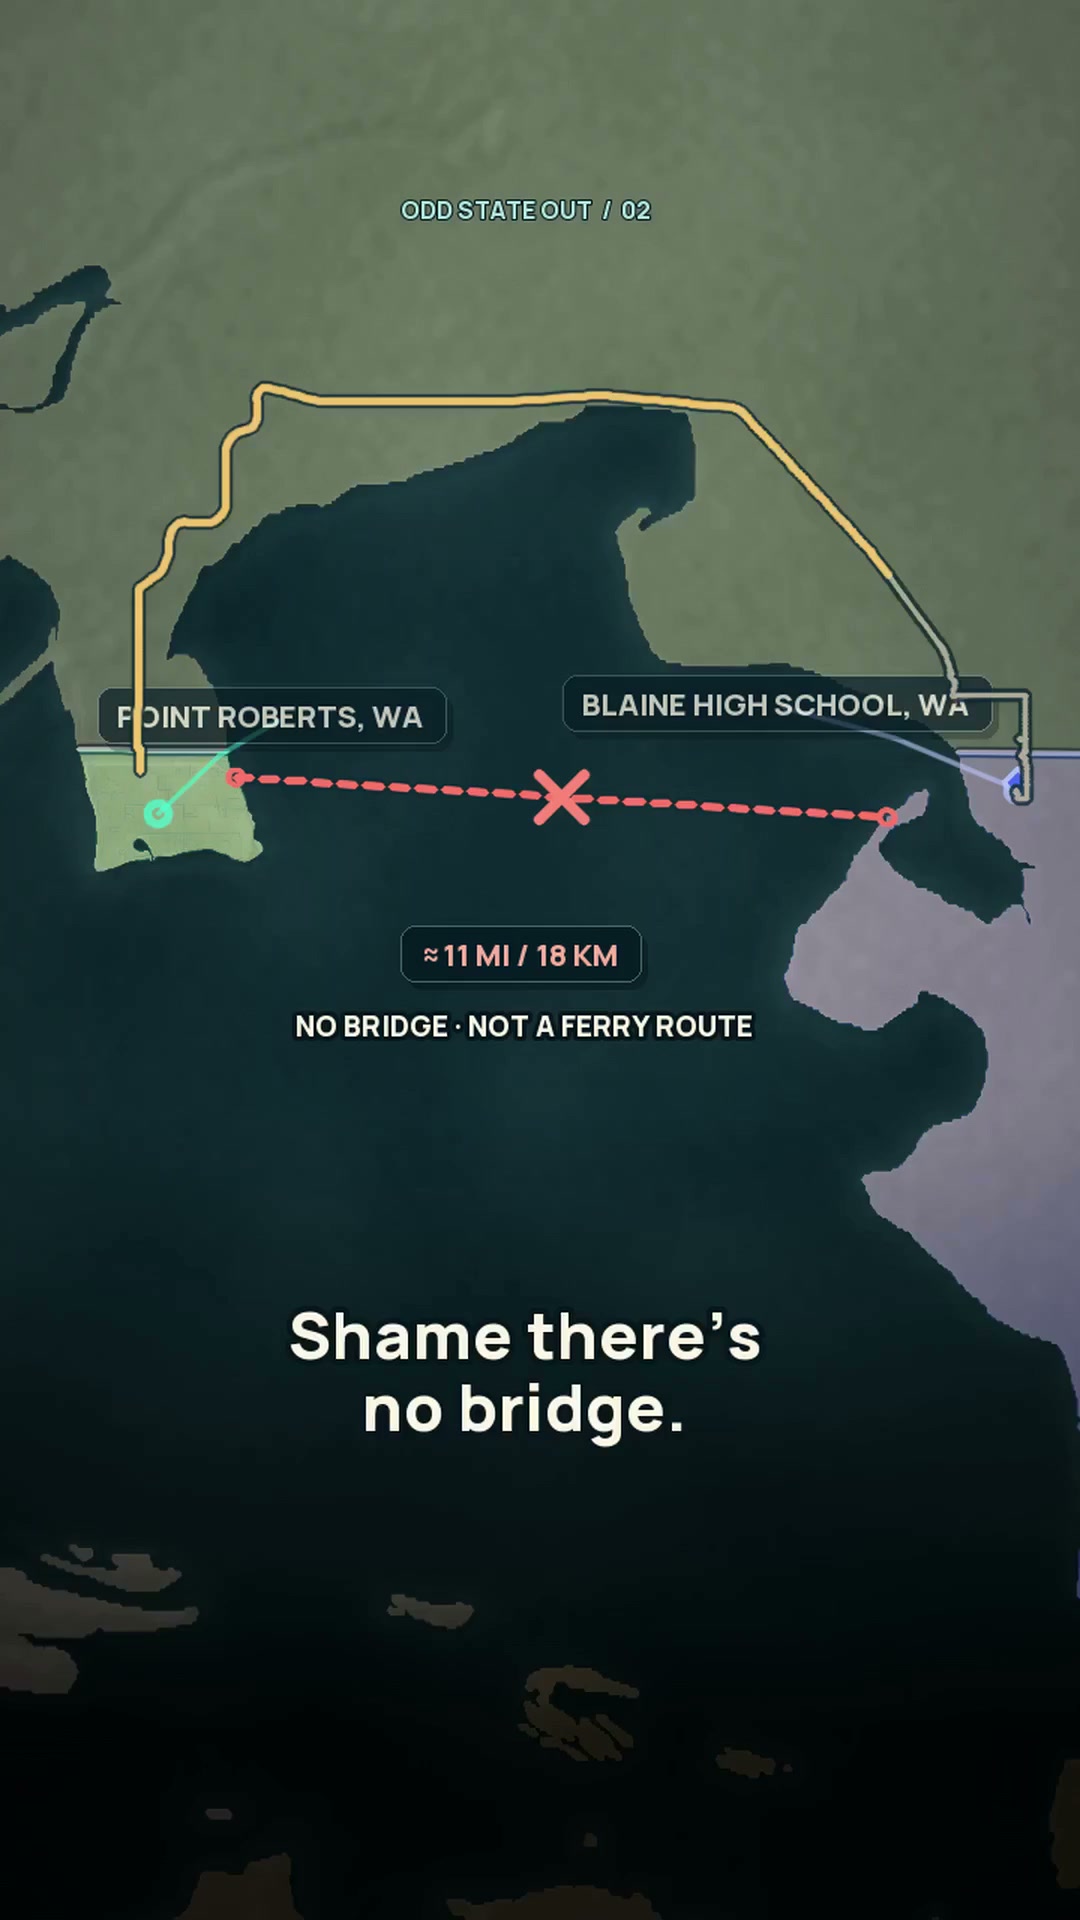 ODD STATE OUT / 02
POINT ROBERTS, WA
BLAINE HIGH SCHOOL, WA
≈ 11 MI / 18 KM
NO BRIDGE · NOT A FERRY ROUTE
Shame there’s
no bridge.